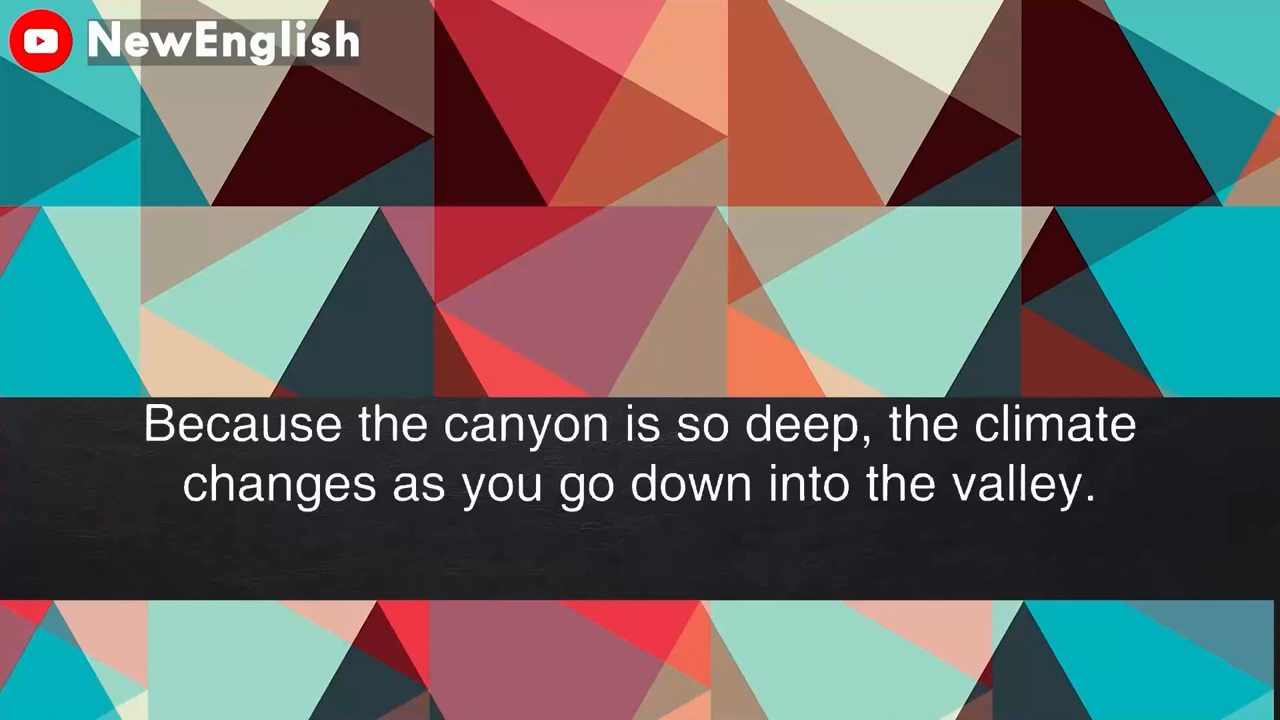 NewEnglish
Because the canyon is so deep, the climate
changes as you go down into the valley.